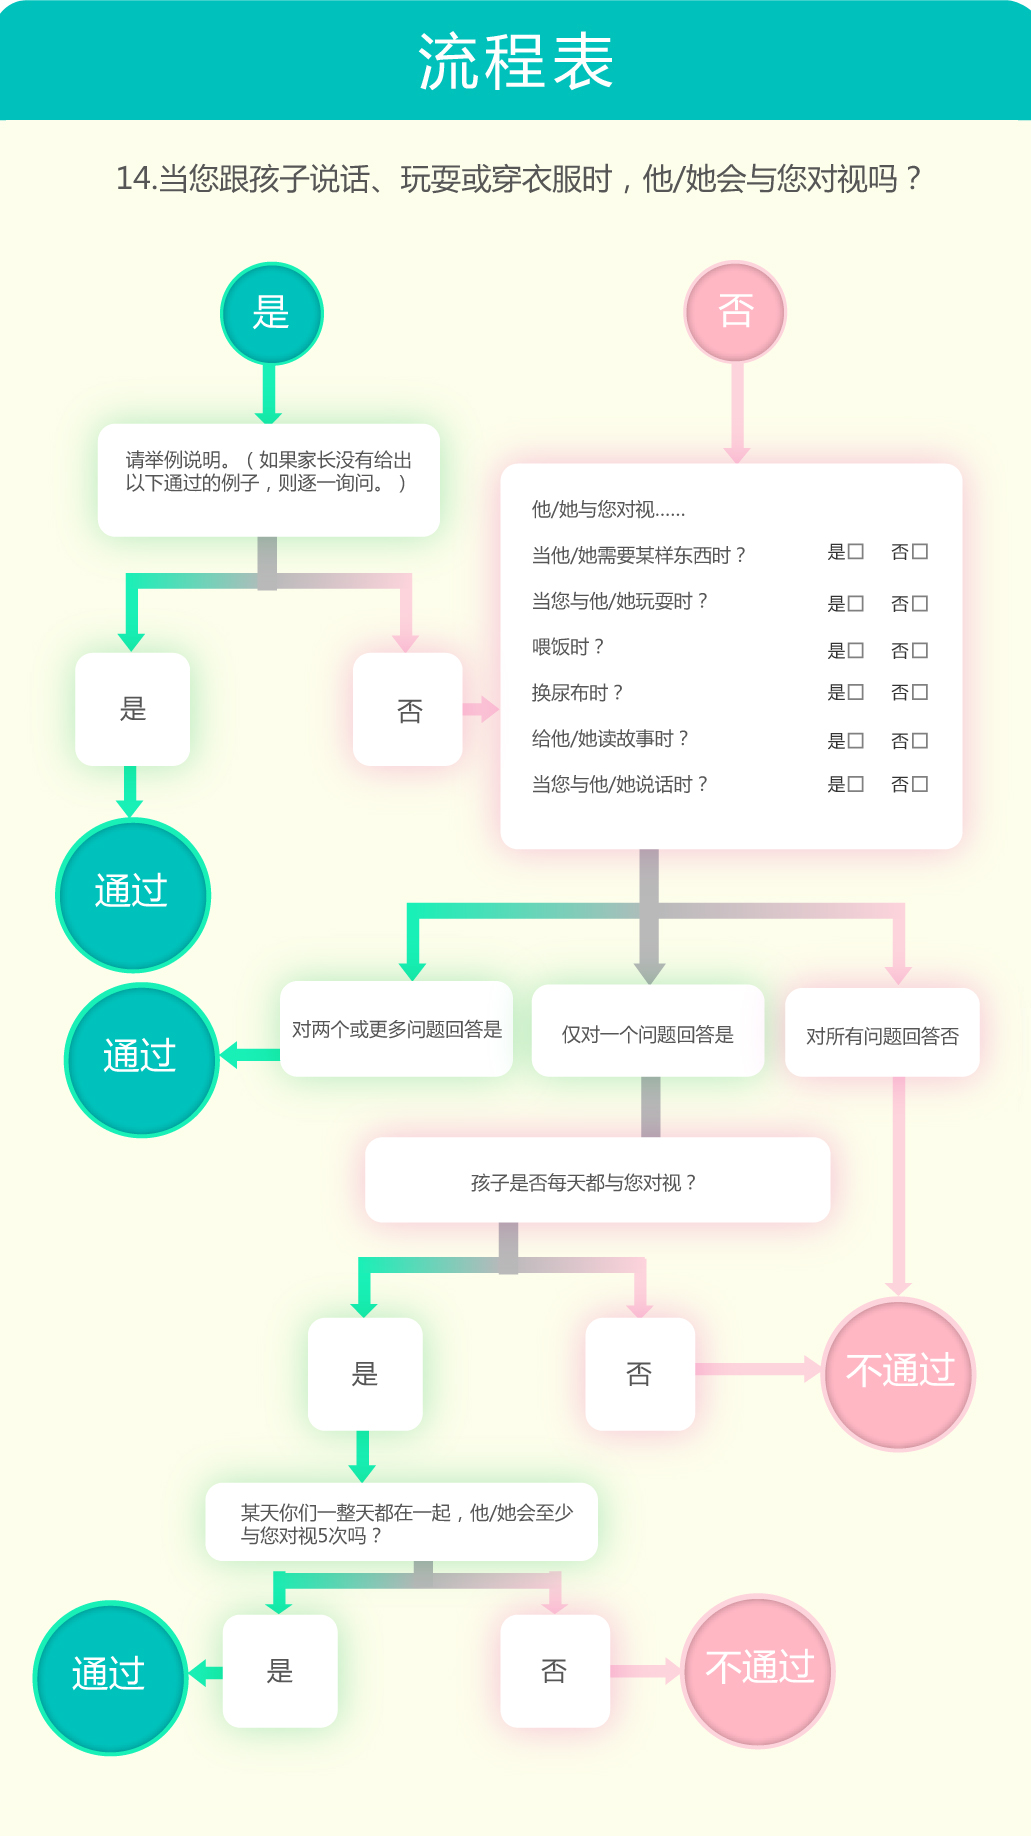 流程表
14.当您跟孩子说话、玩耍或穿衣服时，他/她会与您对视吗？
是
否
请举例说明。（如果家长没有给出
以下通过的例子，则逐一询问。）
他/她与您对视......
当他/她需要某样东西时？ 是□ 否□
当您与他/她玩耍时？ 是□ 否□
喂饭时？ 是□ 否□
换尿布时？ 是□ 否□
给他/她读故事时？ 是□ 否□
当您与他/她说话时？ 是□ 否□
是
否
通过
对两个或更多问题回答是
仅对一个问题回答是
对所有问题回答否
通过
孩子是否每天都与您对视？
是
否
不通过
某天你们一整天都在一起，他/她会至少
与您对视5次吗？
通过
是
否
不通过